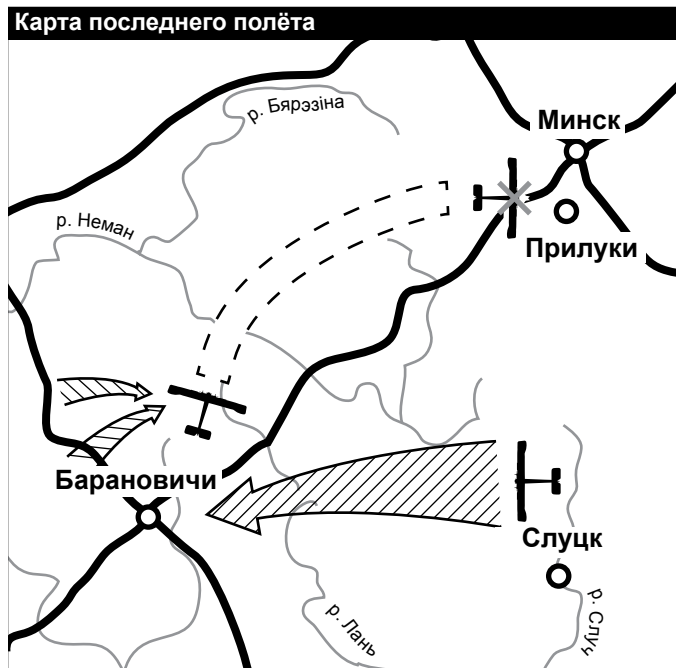 Карта последнего полёта
р. Бярэзіна
Минск
р. Неман
Прилуки
Барановичи
Слуцк
р. Лань
р. Случ